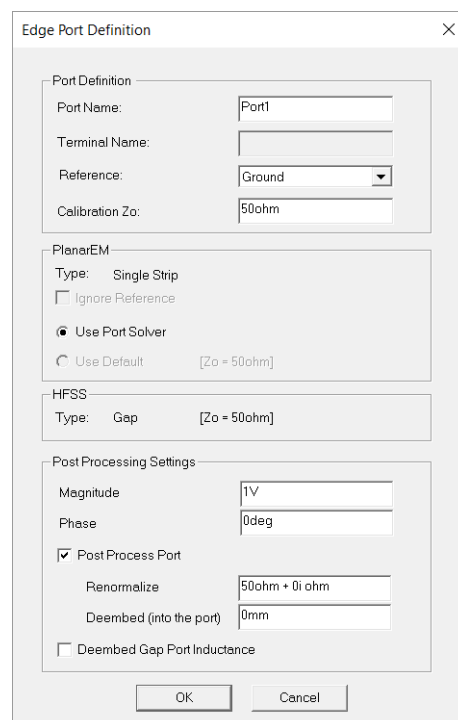 Edge Port Definition
Port Definition
Port Name: Port1
Terminal Name:
Reference: Ground
Calibration Zo: 50ohm
PlanarEM
Type: Single Strip
Ignore Reference
Use Port Solver
Use Default [Zo = 50ohm]
HFSS
Type: Gap [Zo = 50ohm]
Post Processing Settings
Magnitude 1V
Phase 0deg
Post Process Port
Renormalize 50ohm + 0i ohm
Deembed (into the port) 0mm
Deembed Gap Port Inductance
OK Cancel